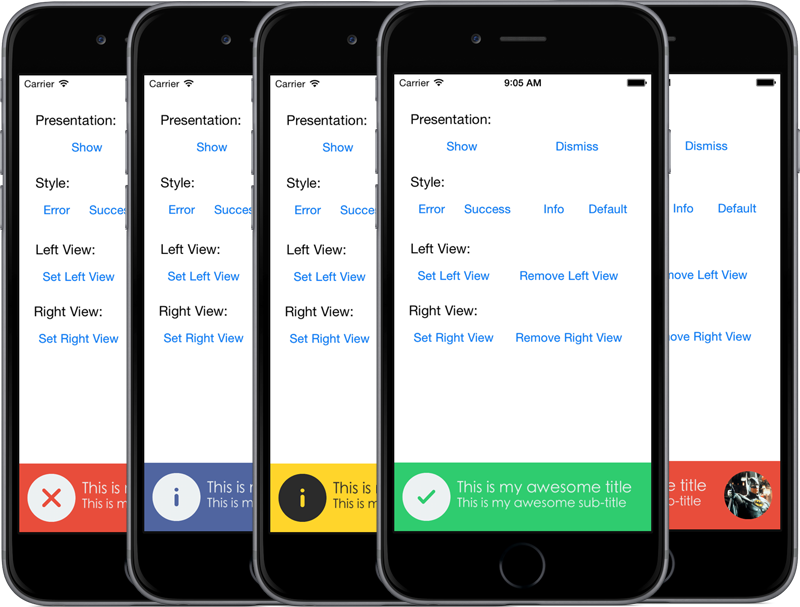 Carrier
Presentation:
Show
Style:
Error Succes
Left View:
Set Left View
Right View:
Set Right View
This is
This is m
Carrier
Presentation:
Show
Style:
Error Succes
Left View:
Set Left View
Right View:
Set Right View
This is
This is m
Carrier
Presentation:
Show
Style:
Error Succes
Left View:
Set Left View
Right View:
Set Right View
This is
This is m
Carrier 9:05 AM
Presentation:
Show Dismiss
Style:
Error Success Info Default
Left View:
Set Left View Remove Left View
Right View:
Set Right View Remove Right View
This is my awesome title
This is my awesome sub-title
Dismiss
Info Default
ove Left View
ove Right View
e title
b-title